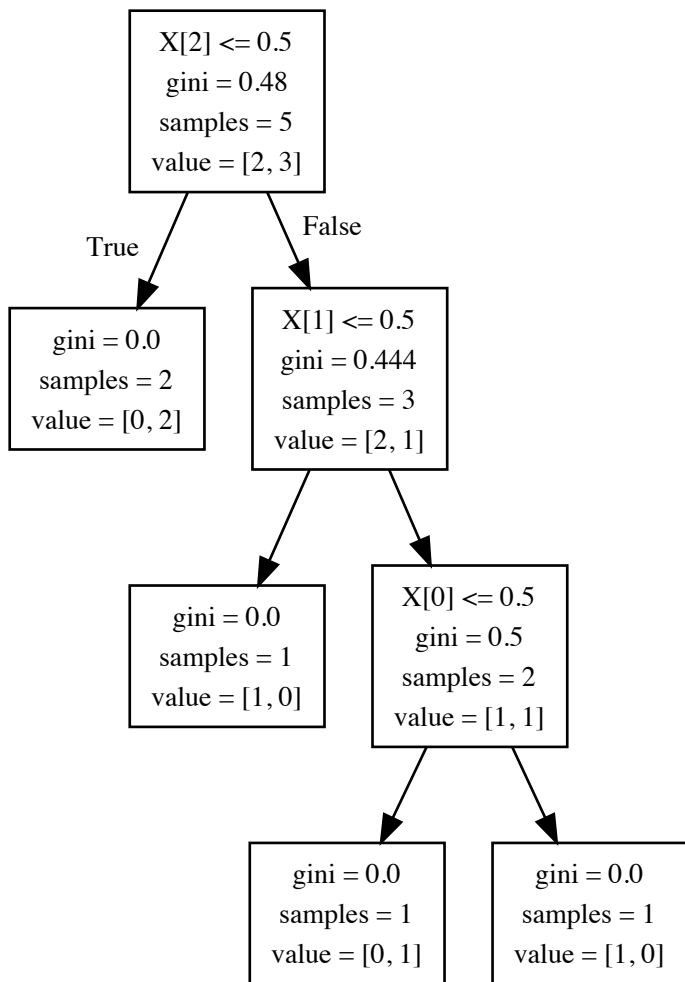 X[2] <= 0.5
gini = 0.48
samples = 5
value = [2, 3]
True
False
gini = 0.0
samples = 2
value = [0, 2]
X[1] <= 0.5
gini = 0.444
samples = 3
value = [2, 1]
gini = 0.0
samples = 1
value = [1, 0]
X[0] <= 0.5
gini = 0.5
samples = 2
value = [1, 1]
gini = 0.0
samples = 1
value = [0, 1]
gini = 0.0
samples = 1
value = [1, 0]